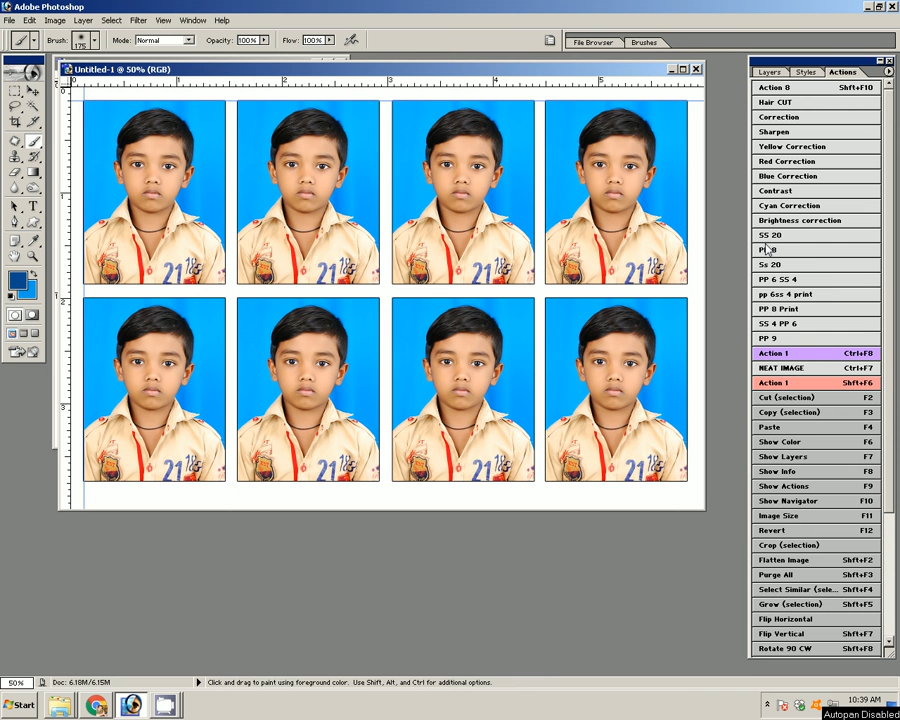 Adobe Photoshop
File Edit Image Layer Select Filter View Window Help
Brush: 175 Mode: Normal Opacity: 100% Flow: 100% File Browser Brushes
Untitled-1 @ 50% (RGB)
Layers Styles Actions
Action 8 Shft+F10
Hair CUT
Correction
Sharpen
Yellow Correction
Red Correction
Blue Correction
Contrast
Cyan Correction
Brightness correction
SS 20
Ss 20
PP 6 SS 4
pp 6ss 4 print
PP 8 Print
SS 4 PP 6
PP 9
Action 1 Ctrl+F8
NEAT IMAGE Ctrl+F7
Action 1 Shft+F6
Cut (selection) F2
Copy (selection) F3
Paste F4
Show Color F6
Show Layers F7
Show Info F8
Show Actions F9
Show Navigator F10
Image Size F11
Revert F12
Crop (selection)
Flatten Image Shft+F2
Purge All Shft+F3
Select Similar (sele... Shft+F4
Grow (selection) Shft+F5
Flip Horizontal
Flip Vertical Shft+F7
Rotate 90 CW Shft+F8
50% Doc: 6.18M/6.15M Click and drag to paint using foreground color. Use Shift, Alt, and Ctrl for additional options.
Start 10:39 AM
Autopan Disabled